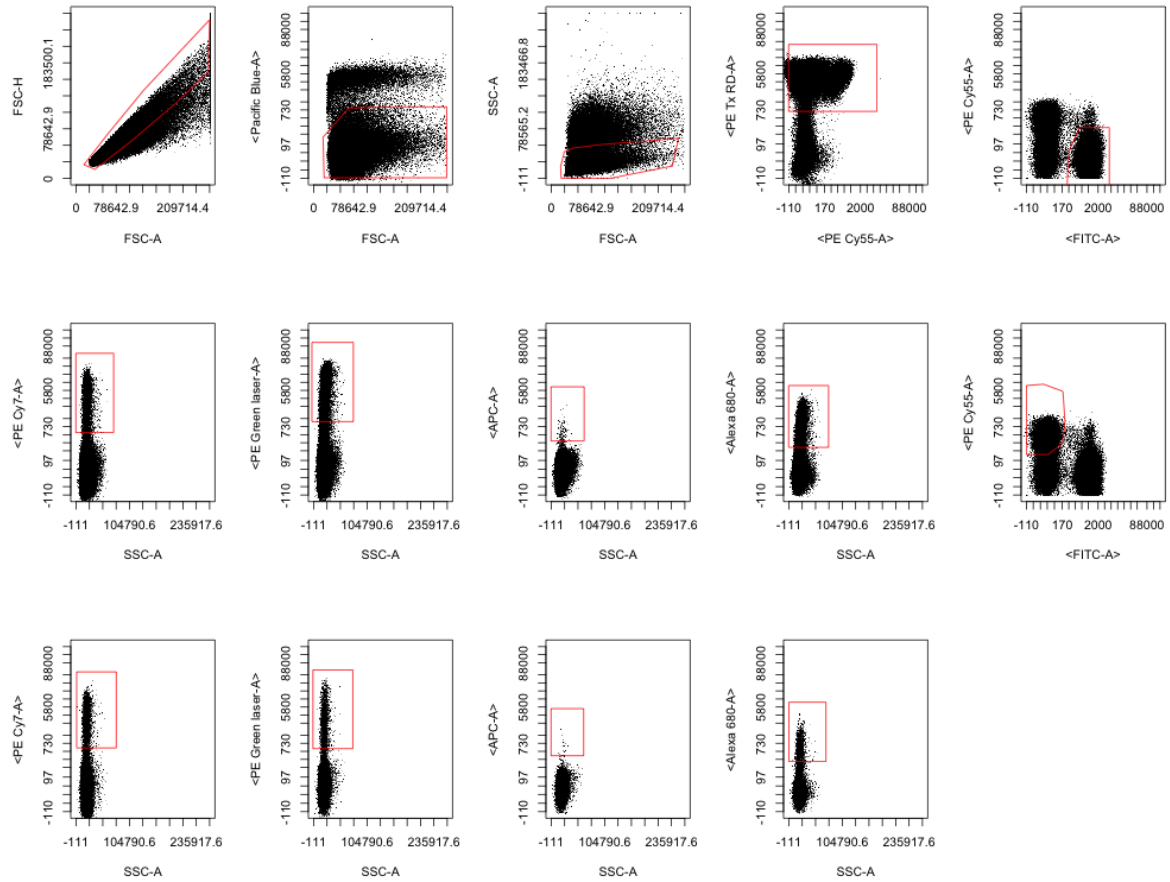 FSC-H
183500.1
78642.9
0
0 78642.9 209714.4
FSC-A
<Pacific Blue-A>
88000
5800
730
97
-110
0 78642.9 209714.4
FSC-A
SSC-A
183466.8
78565.2
-111
0 78642.9 209714.4
FSC-A
<PE Tx RD-A>
88000
5800
730
97
-110
-110 170 2000 88000
<PE Cy55-A>
<PE Cy55-A>
88000
5800
730
97
-110
-110 170 2000 88000
<FITC-A>
<PE Cy7-A>
88000
5800
730
97
-110
-111 104790.6 235917.6
SSC-A
<PE Green laser-A>
88000
5800
730
97
-110
-111 104790.6 235917.6
SSC-A
<APC-A>
88000
5800
730
97
-110
-111 104790.6 235917.6
SSC-A
<Alexa 680-A>
88000
5800
730
97
-110
-111 104790.6 235917.6
SSC-A
<PE Cy55-A>
88000
5800
730
97
-110
-110 170 2000 88000
<FITC-A>
<PE Cy7-A>
88000
5800
730
97
-110
-111 104790.6 235917.6
SSC-A
<PE Green laser-A>
88000
5800
730
97
-110
-111 104790.6 235917.6
SSC-A
<APC-A>
88000
5800
730
97
-110
-111 104790.6 235917.6
SSC-A
<Alexa 680-A>
88000
5800
730
97
-110
-111 104790.6 235917.6
SSC-A